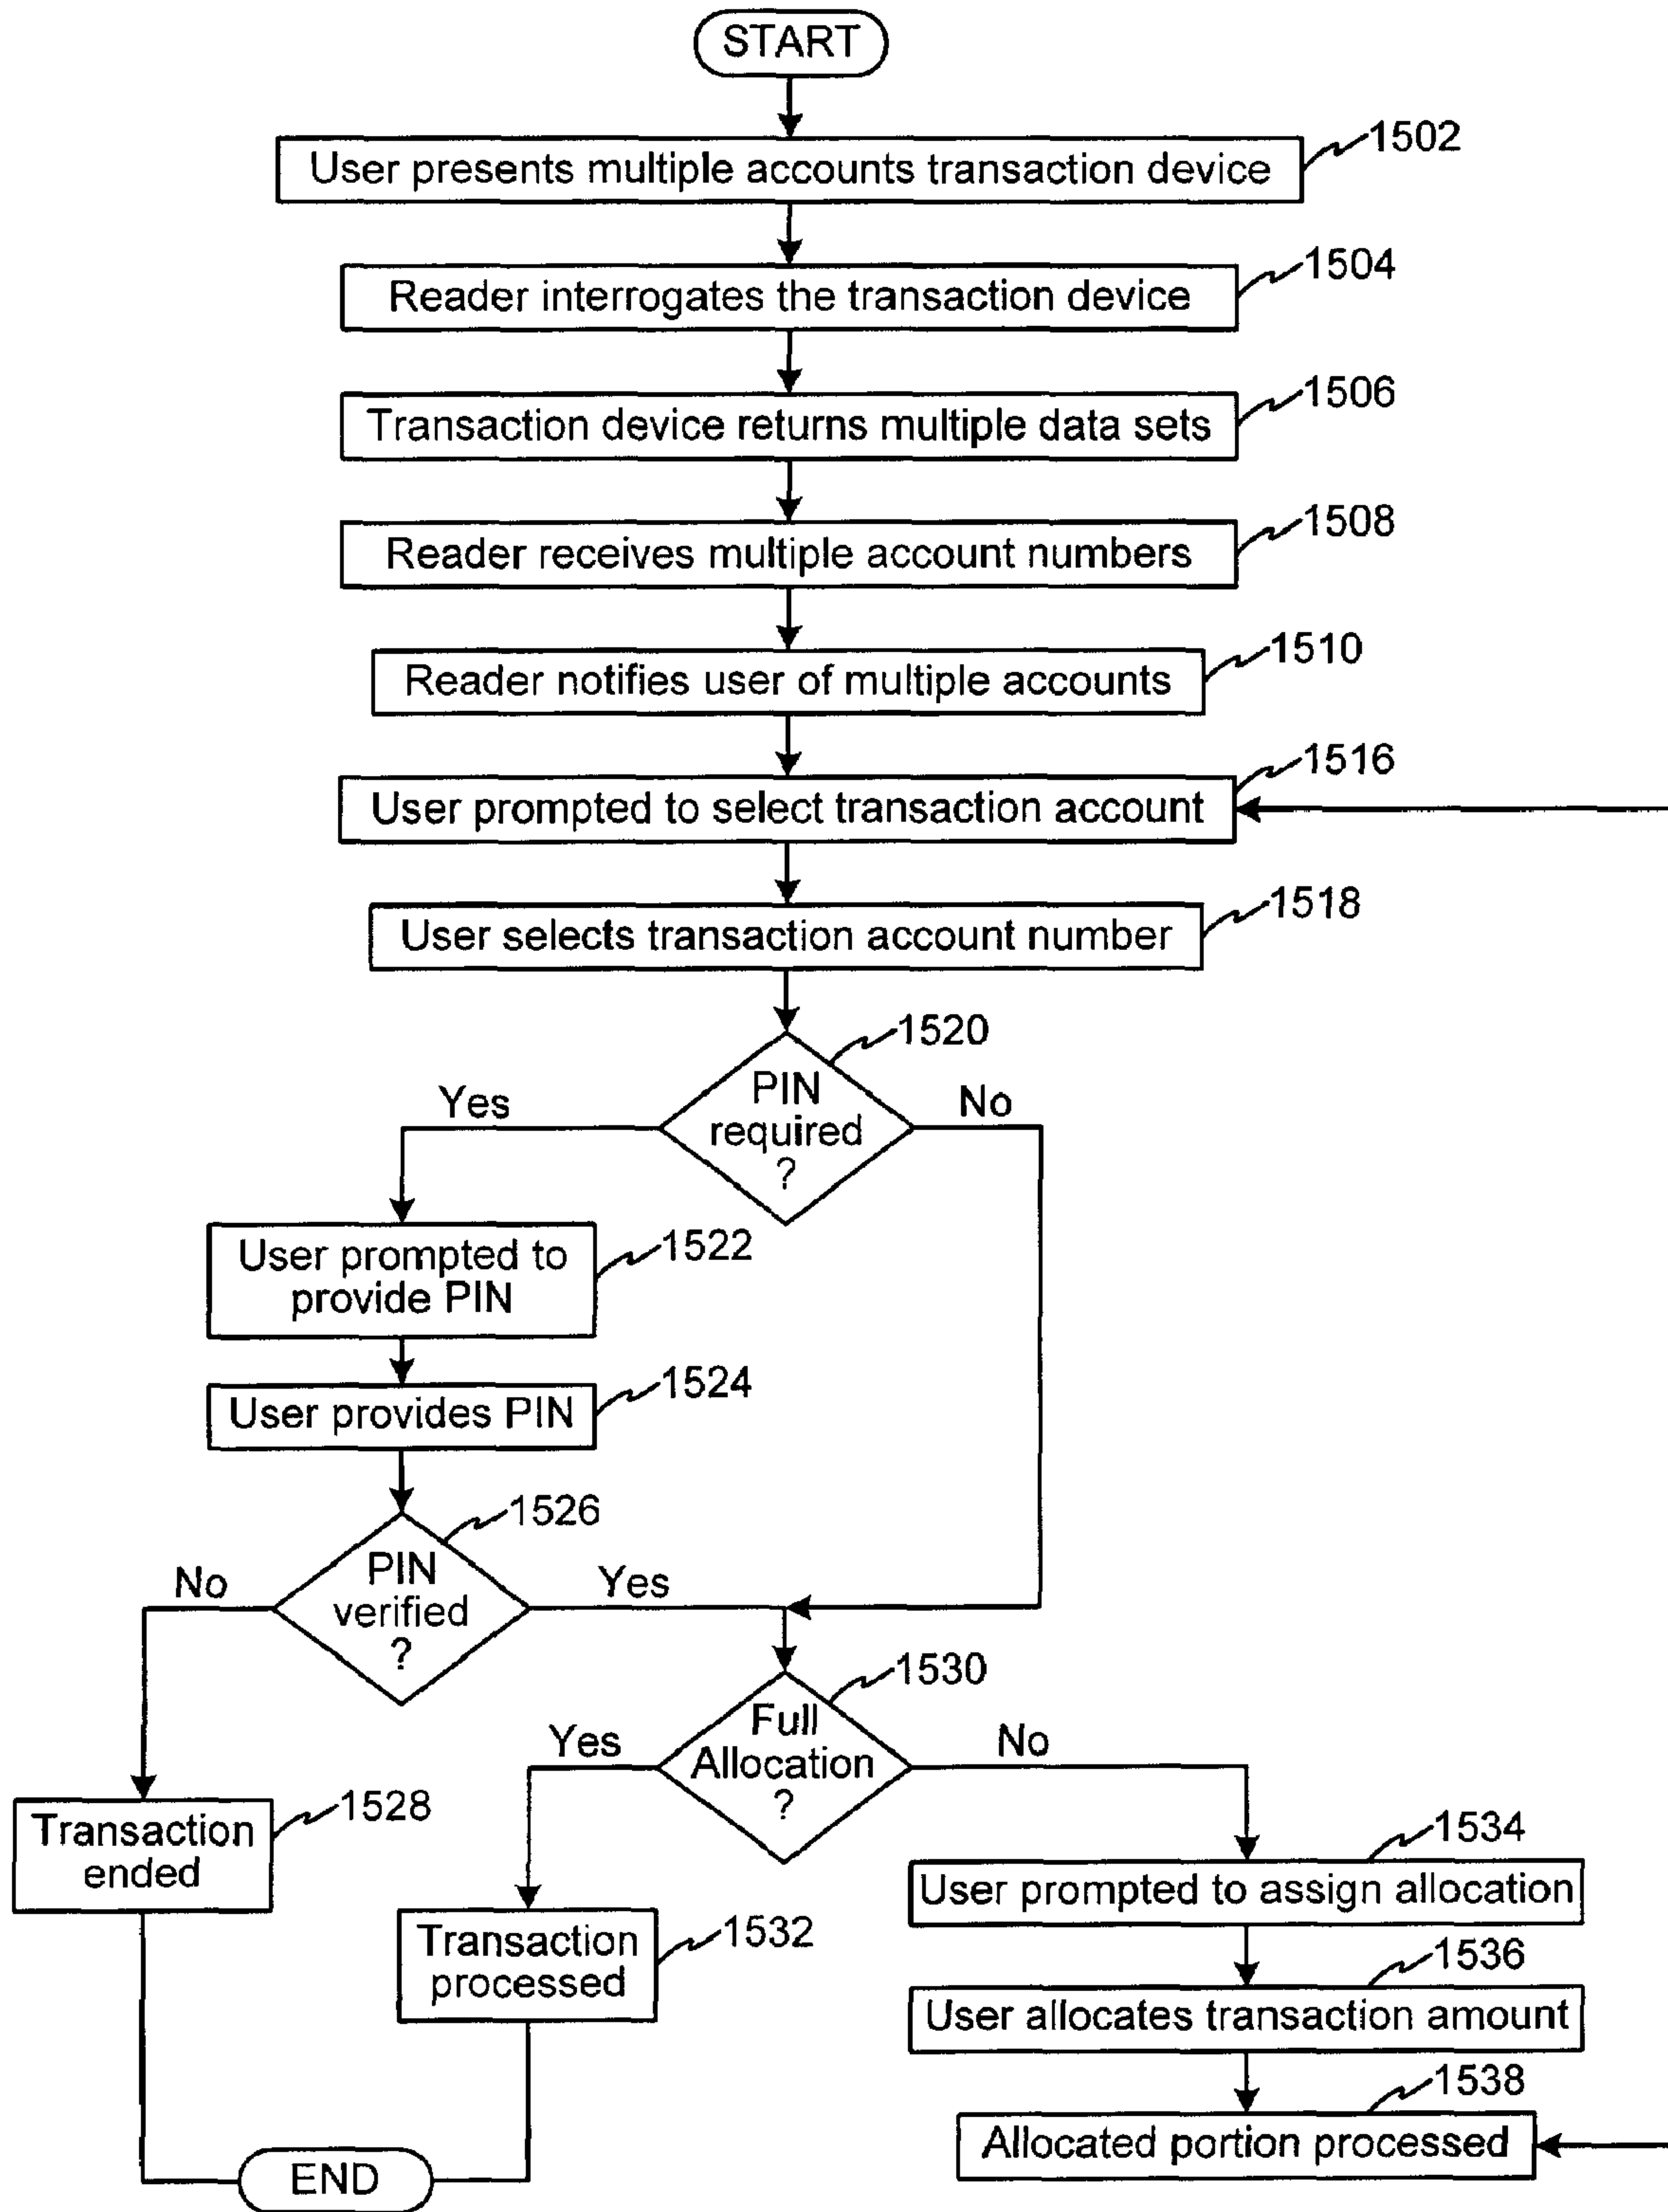 START
1502
User presents multiple accounts transaction device
1504
Reader interrogates the transaction device
1506
Transaction device returns multiple data sets
1508
Reader receives multiple account numbers
1510
Reader notifies user of multiple accounts
1516
User prompted to select transaction account
1518
User selects transaction account number
1520
PIN
required
?
Yes
No
1522
User prompted to
provide PIN
1524
User provides PIN
1526
PIN
verified
?
No
Yes
1530
Full
Allocation
?
Yes
No
1528
Transaction
ended
1532
Transaction
processed
1534
User prompted to assign allocation
1536
User allocates transaction amount
1538
Allocated portion processed
END